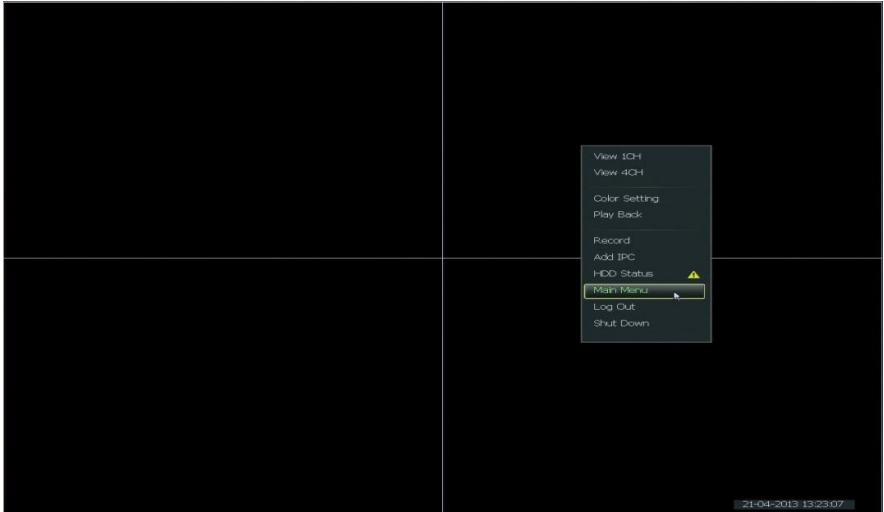 View 1CH
View 4CH
Color Setting
Play Back
Record
Add IPC
HDD Status
Main Menu
Log Out
Shut Down
21-04-2013 13:23:07